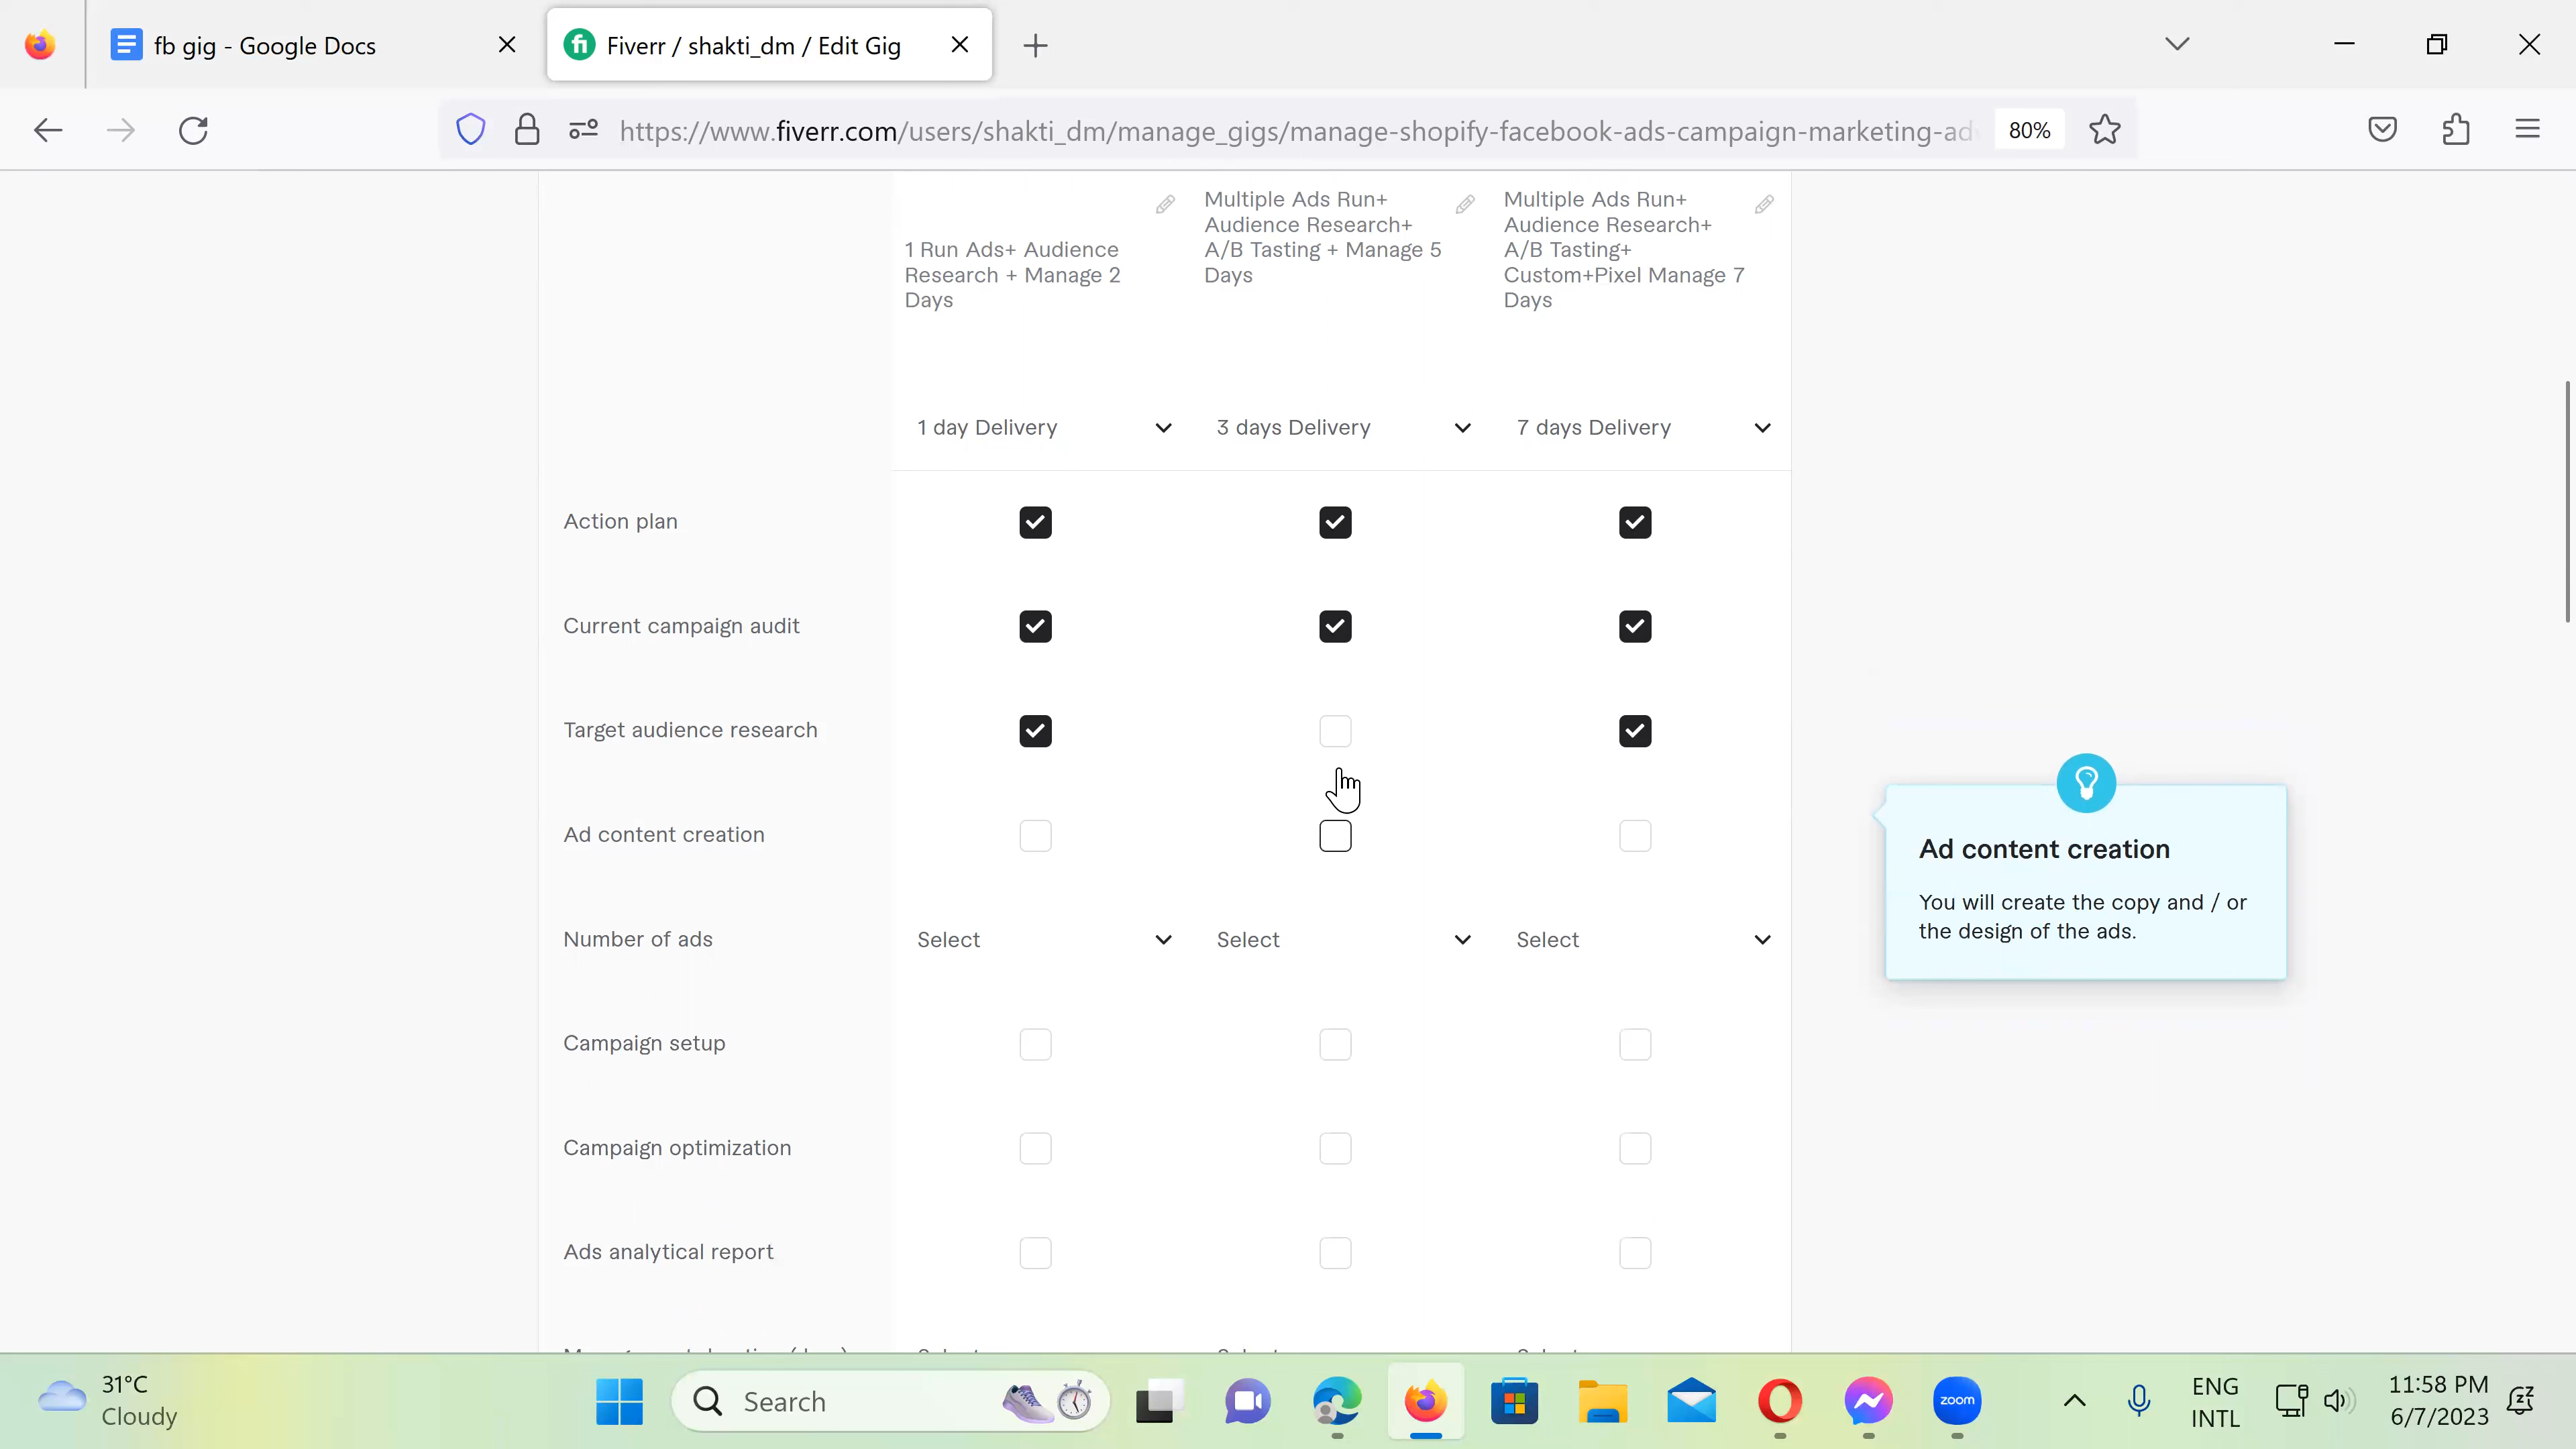 fb gig - Google Docs
Fiverr / shakti_dm / Edit Gig
https://www.fiverr.com/users/shakti_dm/manage_gigs/manage-shopify-facebook-ads-campaign-marketing-ad
80%
1 Run Ads+ Audience
Research + Manage 2
Days
Multiple Ads Run+
Audience Research+
A/B Tasting + Manage 5
Days
Multiple Ads Run+
Audience Research+
A/B Tasting+
Custom+Pixel Manage 7
Days
1 day Delivery
3 days Delivery
7 days Delivery
Action plan
Current campaign audit
Target audience research
Ad content creation
Number of ads
Select
Select
Select
Campaign setup
Campaign optimization
Ads analytical report
Ad content creation
You will create the copy and / or
the design of the ads.
31°C
Cloudy
Search
zoom
ENG
INTL
11:58 PM
6/7/2023